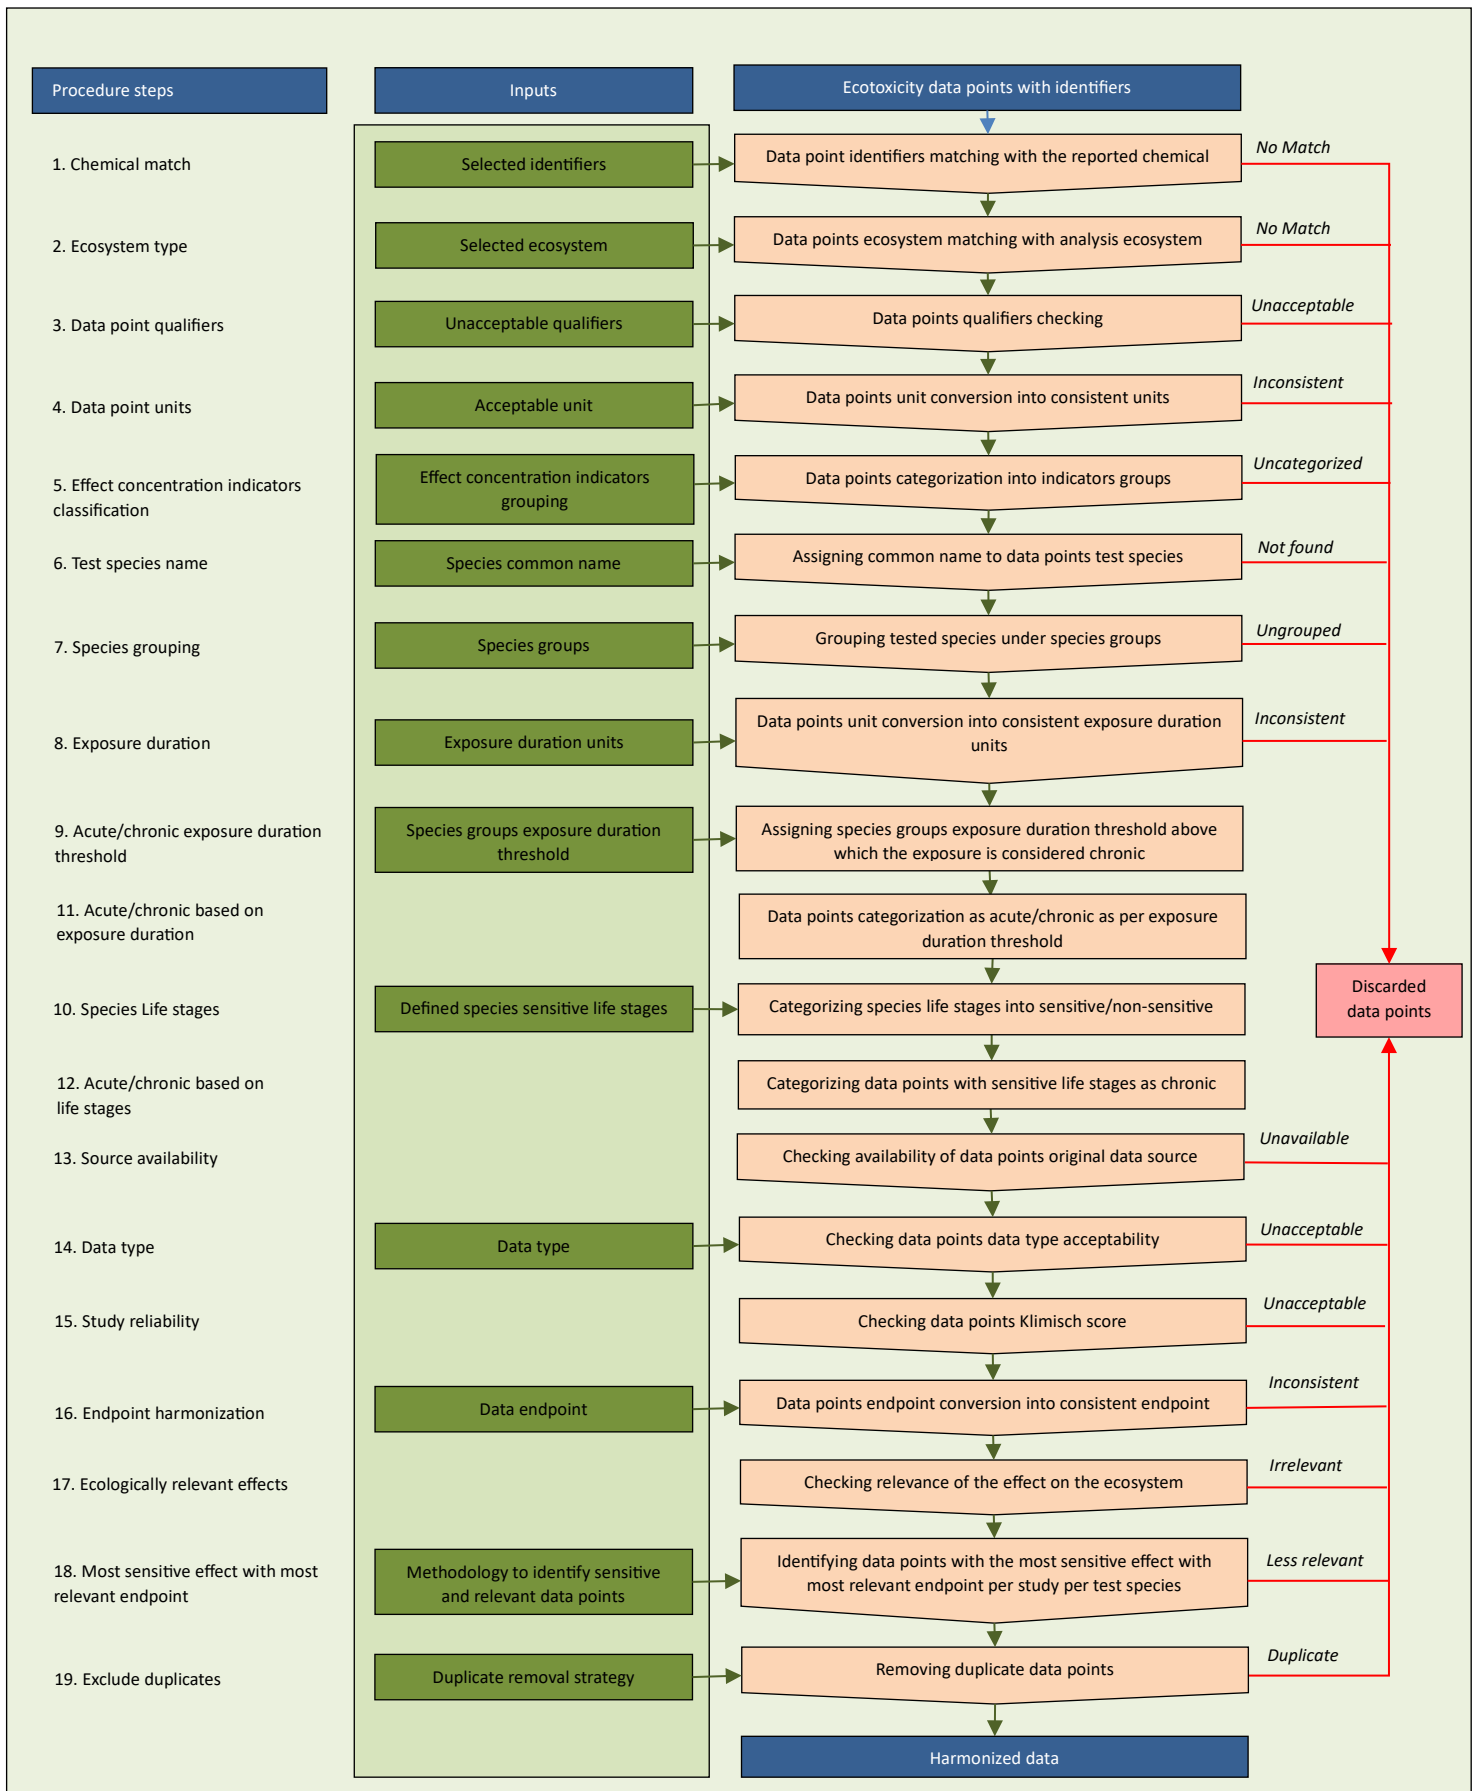 Procedure steps
Inputs
Ecotoxicity data points with identifiers
1. Chemical match
Selected identifiers
Data point identifiers matching with the reported chemical
No Match
2. Ecosystem type
Selected ecosystem
Data points ecosystem matching with analysis ecosystem
No Match
3. Data point qualifiers
Unacceptable qualifiers
Data points qualifiers checking
Unacceptable
4. Data point units
Acceptable unit
Data points unit conversion into consistent units
Inconsistent
5. Effect concentration indicators
classification
Effect concentration indicators
grouping
Data points categorization into indicators groups
Uncategorized
6. Test species name
Species common name
Assigning common name to data points test species
Not found
7. Species grouping
Species groups
Grouping tested species under species groups
Ungrouped
8. Exposure duration
Exposure duration units
Data points unit conversion into consistent exposure duration
units
Inconsistent
9. Acute/chronic exposure duration
threshold
Species groups exposure duration
threshold
Assigning species groups exposure duration threshold above
which the exposure is considered chronic
11. Acute/chronic based on
exposure duration
Data points categorization as acute/chronic as per exposure
duration threshold
Discarded
data points
10. Species Life stages
Defined species sensitive life stages
Categorizing species life stages into sensitive/non-sensitive
12. Acute/chronic based on
life stages
Categorizing data points with sensitive life stages as chronic
13. Source availability
Checking availability of data points original data source
Unavailable
14. Data type
Data type
Checking data points data type acceptability
Unacceptable
15. Study reliability
Checking data points Klimisch score
Unacceptable
16. Endpoint harmonization
Data endpoint
Data points endpoint conversion into consistent endpoint
Inconsistent
17. Ecologically relevant effects
Checking relevance of the effect on the ecosystem
Irrelevant
18. Most sensitive effect with most
relevant endpoint
Methodology to identify sensitive
and relevant data points
Identifying data points with the most sensitive effect with
most relevant endpoint per study per test species
Less relevant
19. Exclude duplicates
Duplicate removal strategy
Removing duplicate data points
Duplicate
Harmonized data